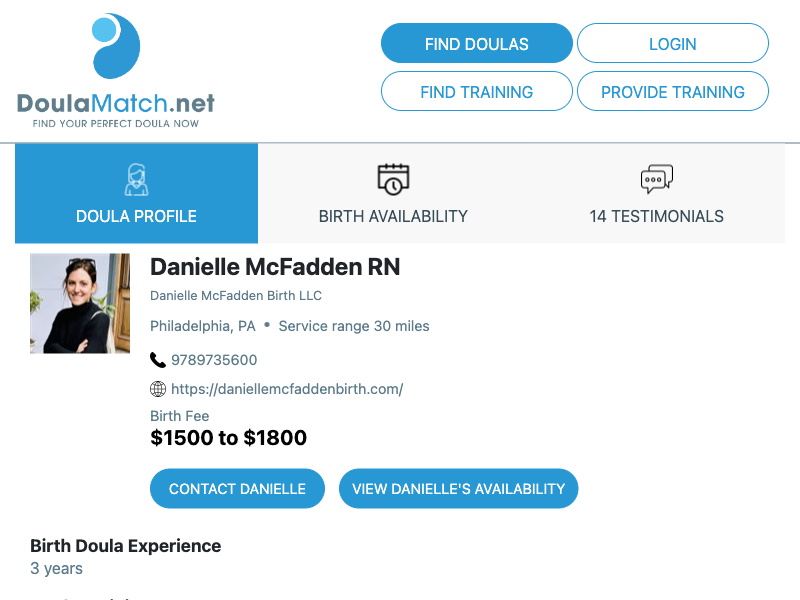 DoulaMatch.net
FIND YOUR PERFECT DOULA NOW
FIND DOULAS
LOGIN
FIND TRAINING
PROVIDE TRAINING
DOULA PROFILE
BIRTH AVAILABILITY
14 TESTIMONIALS
Danielle McFadden RN
Danielle McFadden Birth LLC
Philadelphia, PA • Service range 30 miles
9789735600
https://daniellemcfaddenbirth.com/
Birth Fee
$1500 to $1800
CONTACT DANIELLE
VIEW DANIELLE'S AVAILABILITY
Birth Doula Experience
3 years